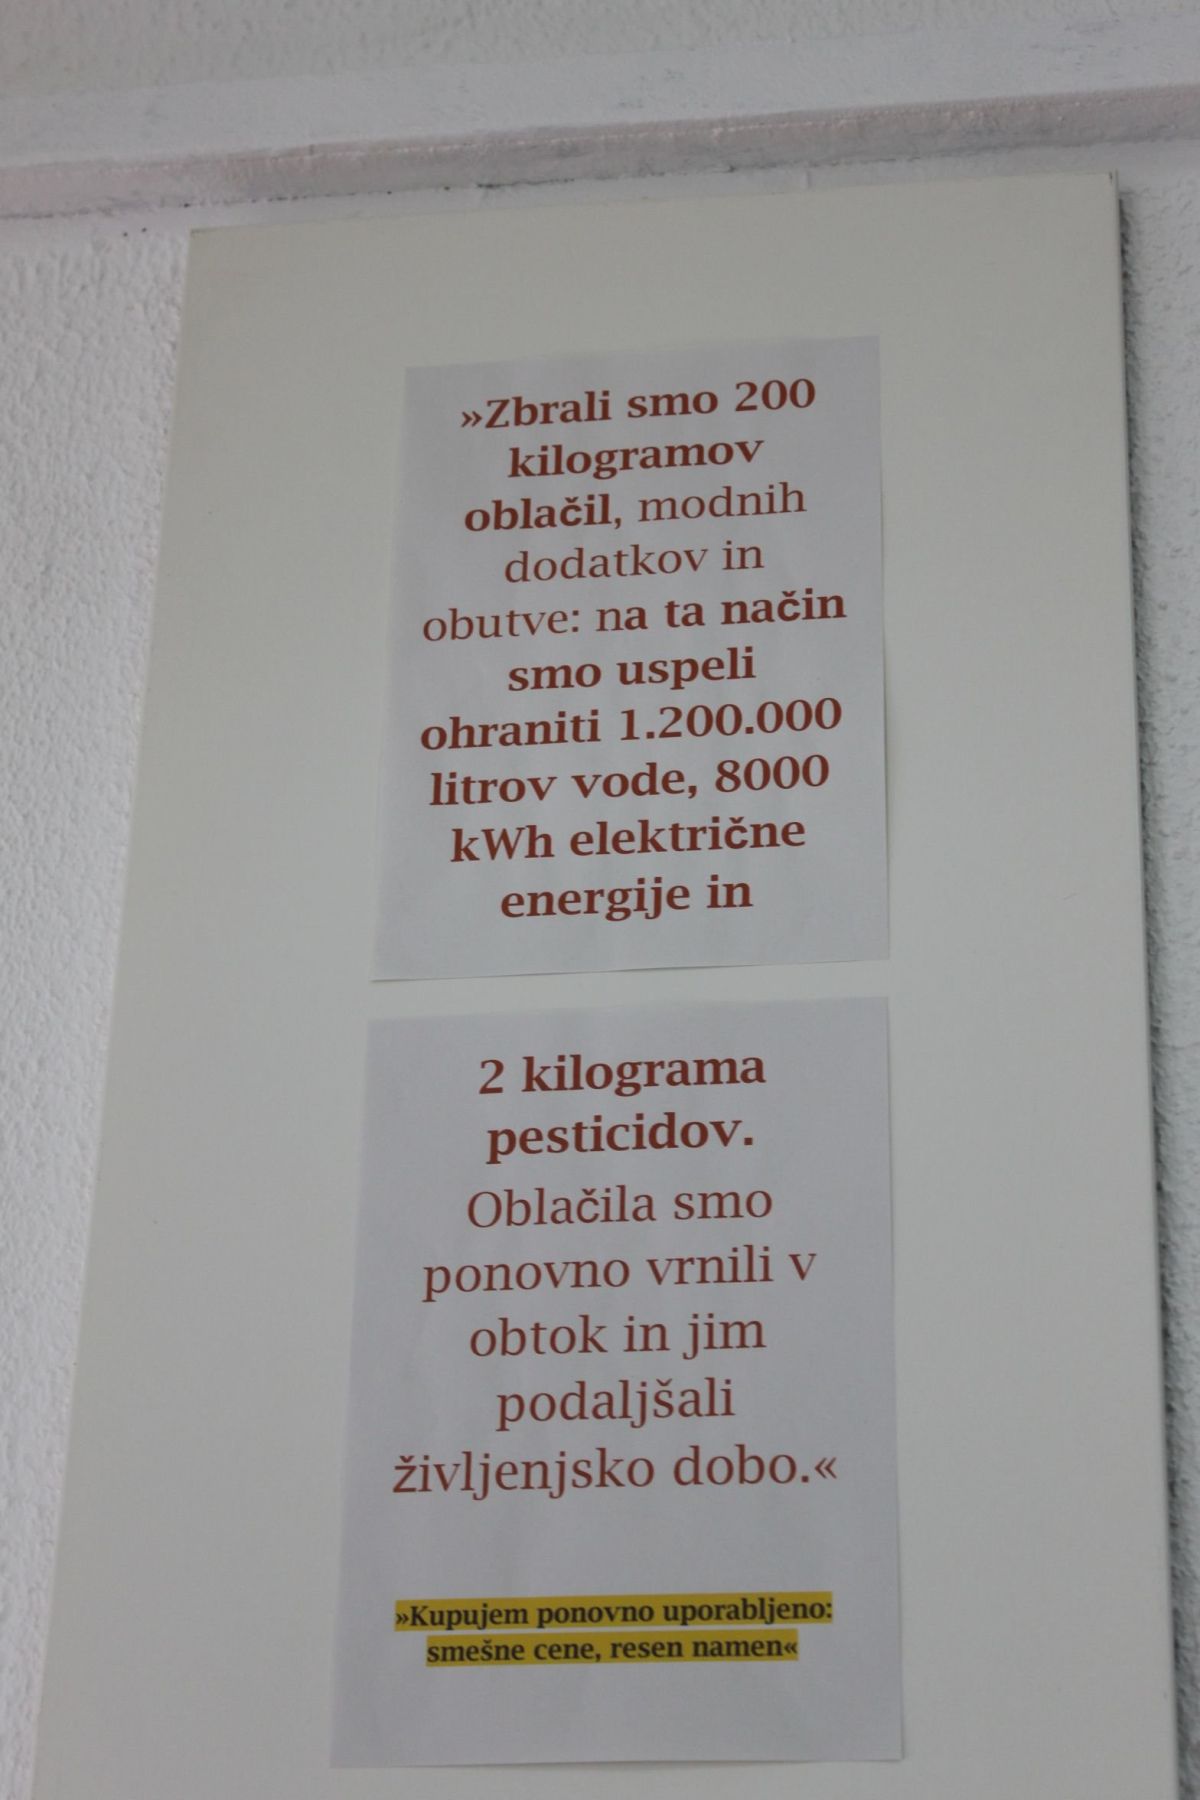 »Zbrali smo 200
kilogramov
oblačil, modnih
dodatkov in
obutve: na ta način
smo uspeli
ohraniti 1.200.000
litrov vode, 8000
kWh električne
energije in
2 kilograma
pesticidov.
Oblačila smo
ponovno vrnili v
obtok in jim
podaljšali
življenjsko dobo.«
»Kupujem ponovno uporabljeno:
smešne cene, resen namen«